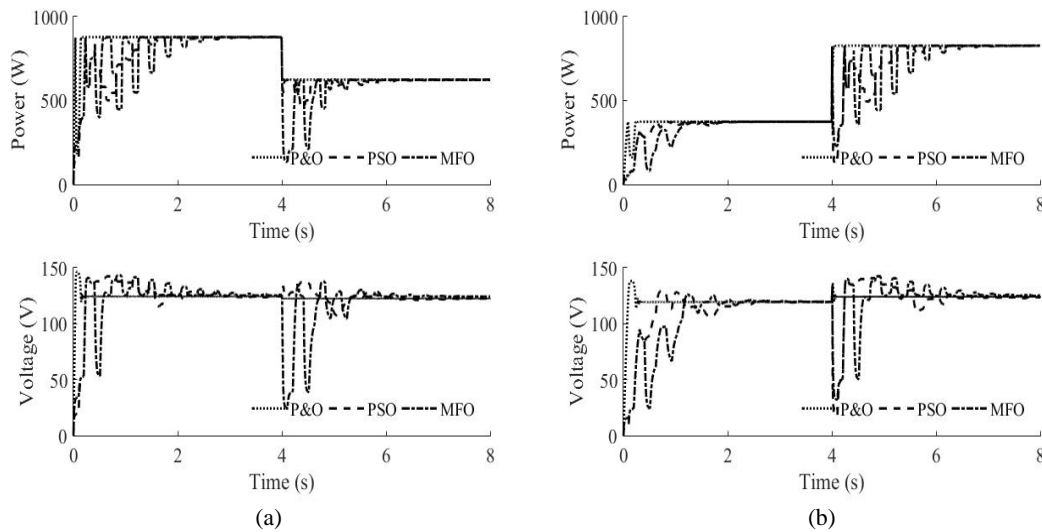 1000
500
0
Power (W)
P&O PSO MFO
0 2 4 6 8
Time (s)
1000
500
0
Power (W)
P&O PSO MFO
0 2 4 6 8
Time (s)
150
100
50
0
Voltage (V)
P&O PSO MFO
0 2 4 6 8
Time (s)
(a)
150
100
50
0
Voltage (V)
P&O PSO MFO
0 2 4 6 8
Time (s)
(b)